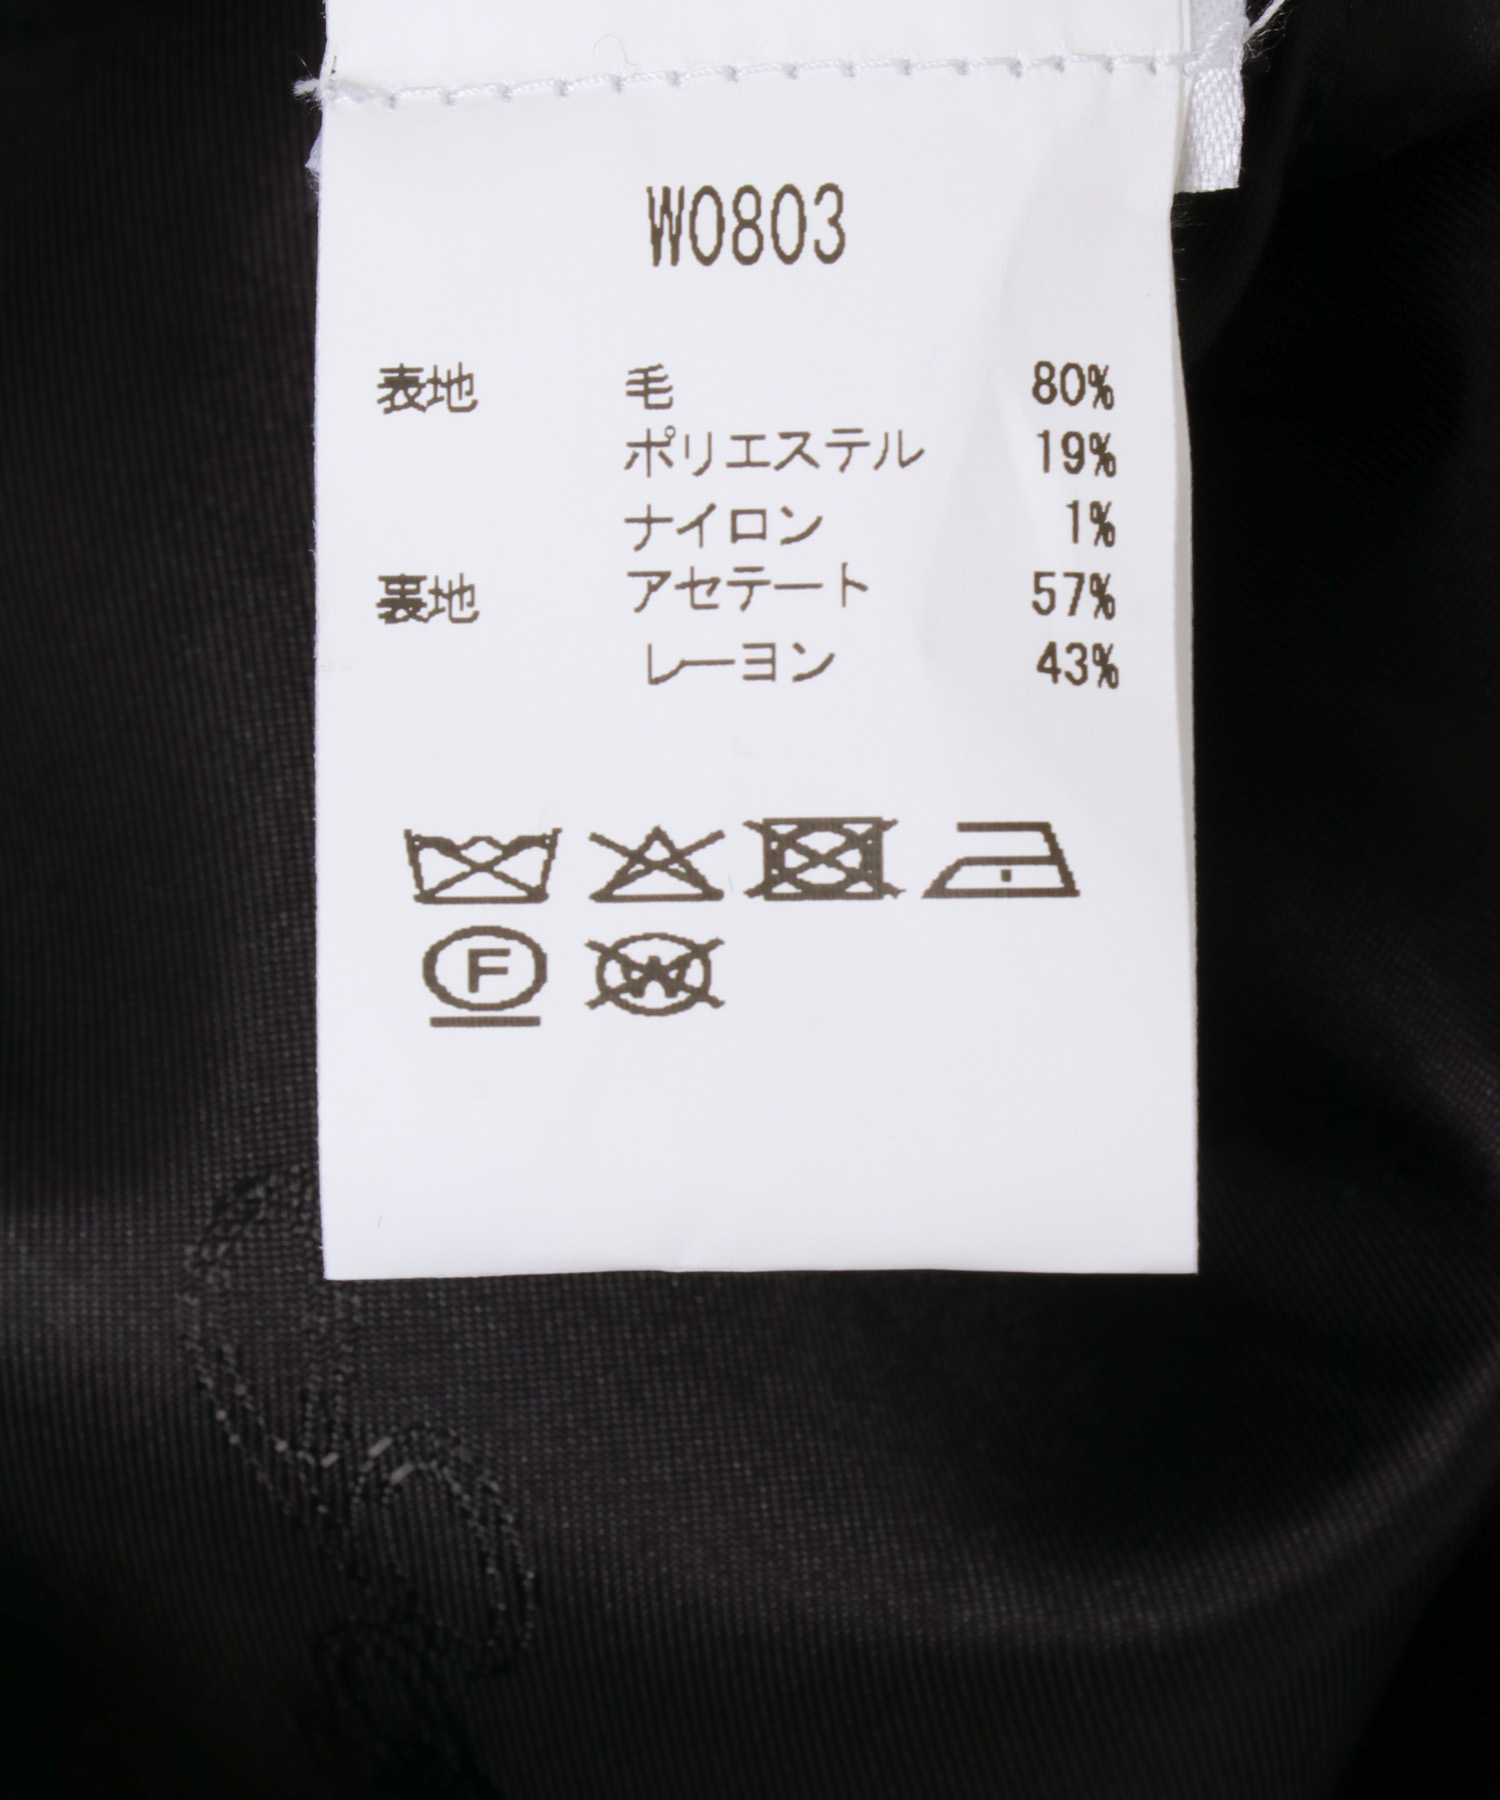 W0803
表地 毛 80%
ポリエステル 19%
ナイロン 1%
裏地 アセテート 57%
レーヨン 43%
F W